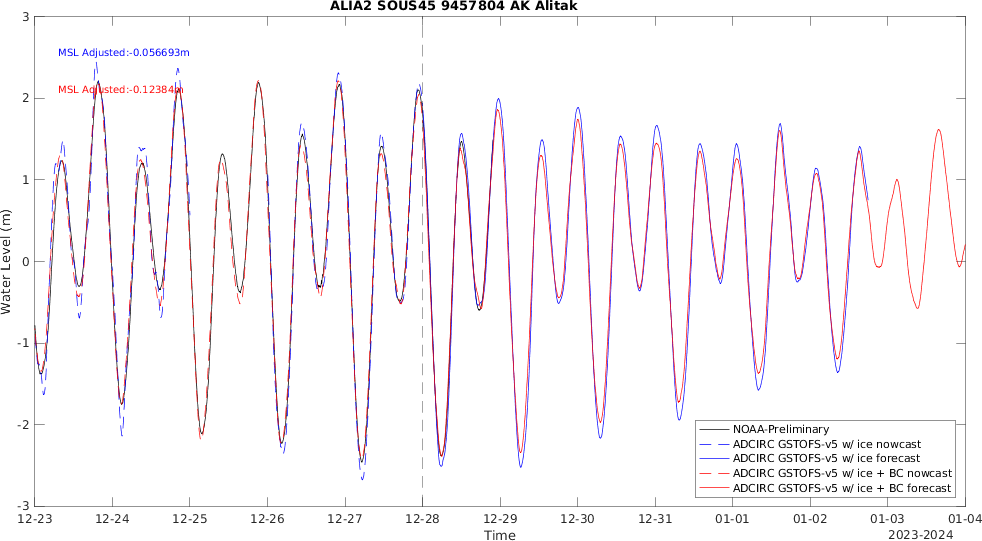 ALIA2 SOUS45 9457804 AK Alitak
3
2
1
0
-1
-2
-3
Water Level (m)
MSL Adjusted:-0.056693m
MSL Adjusted:-0.12384m
NOAA-Preliminary
ADCIRC GSTOFS-v5 w/ ice nowcast
ADCIRC GSTOFS-v5 w/ ice forecast
ADCIRC GSTOFS-v5 w/ ice + BC nowcast
ADCIRC GSTOFS-v5 w/ ice + BC forecast
12-23 12-24 12-25 12-26 12-27 12-28 12-29 12-30 12-31 01-01 01-02 01-03 01-04
Time
2023-2024